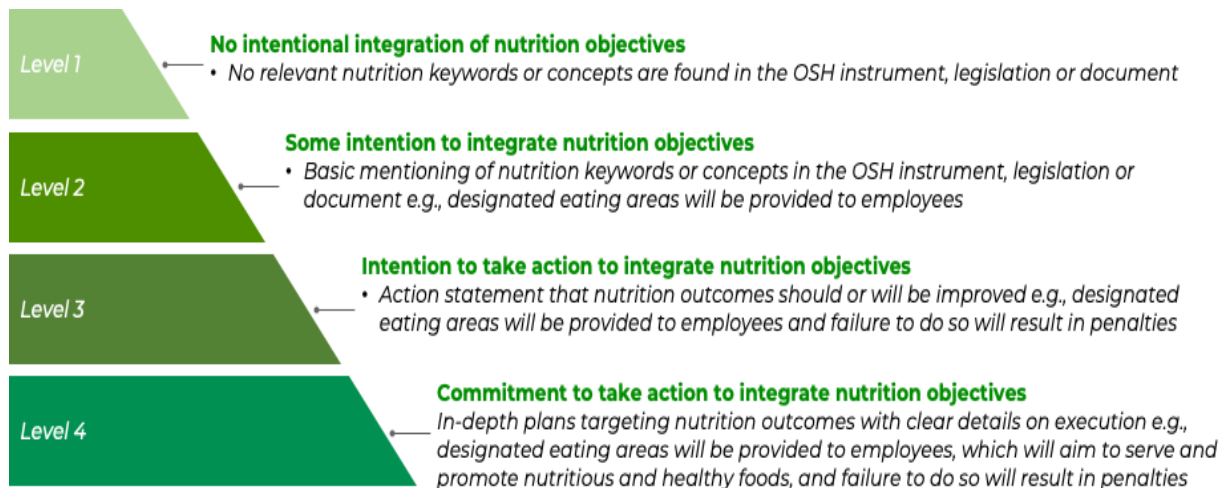 Level 1
No intentional integration of nutrition objectives
• No relevant nutrition keywords or concepts are found in the OSH instrument, legislation or document
Level 2
Some intention to integrate nutrition objectives
• Basic mentioning of nutrition keywords or concepts in the OSH instrument, legislation or
document e.g., designated eating areas will be provided to employees
Level 3
Intention to take action to integrate nutrition objectives
• Action statement that nutrition outcomes should or will be improved e.g., designated
eating areas will be provided to employees and failure to do so will result in penalties
Level 4
Commitment to take action to integrate nutrition objectives
In-depth plans targeting nutrition outcomes with clear details on execution e.g.,
designated eating areas will be provided to employees, which will aim to serve and
promote nutritious and healthy foods, and failure to do so will result in penalties